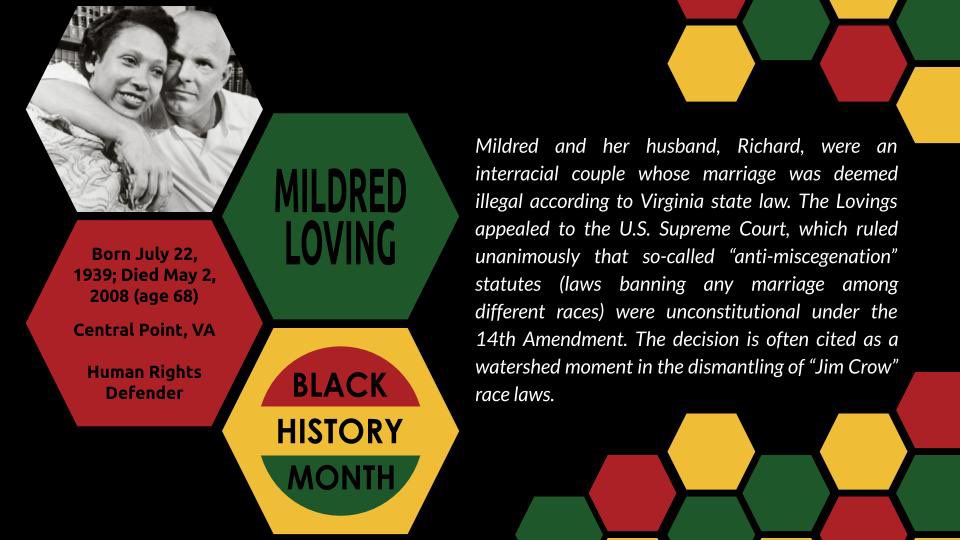 MILDRED
LOVING
Born July 22,
1939; Died May 2,
2008 (age 68)
Central Point, VA
Human Rights
Defender
BLACK
HISTORY
MONTH
Mildred and her husband, Richard, were an
interracial couple whose marriage was deemed
illegal according to Virginia state law. The Lovings
appealed to the U.S. Supreme Court, which ruled
unanimously that so-called “anti-miscegenation”
statutes (laws banning any marriage among
different races) were unconstitutional under the
14th Amendment. The decision is often cited as a
watershed moment in the dismantling of “Jim Crow”
race laws.